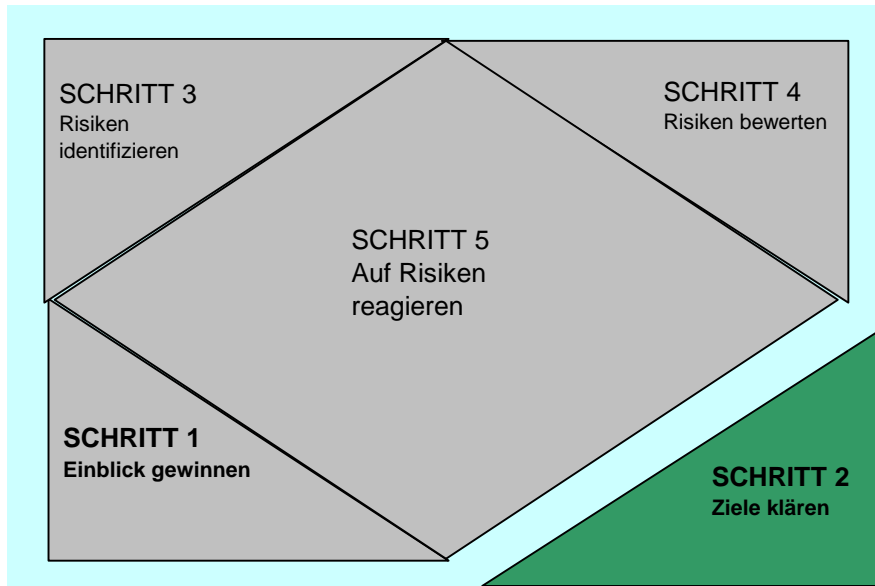 SCHRITT 3
Risiken
identifizieren
SCHRITT 4
Risiken bewerten
SCHRITT 5
Auf Risiken
reagieren
SCHRITT 1
Einblick gewinnen
SCHRITT 2
Ziele klären